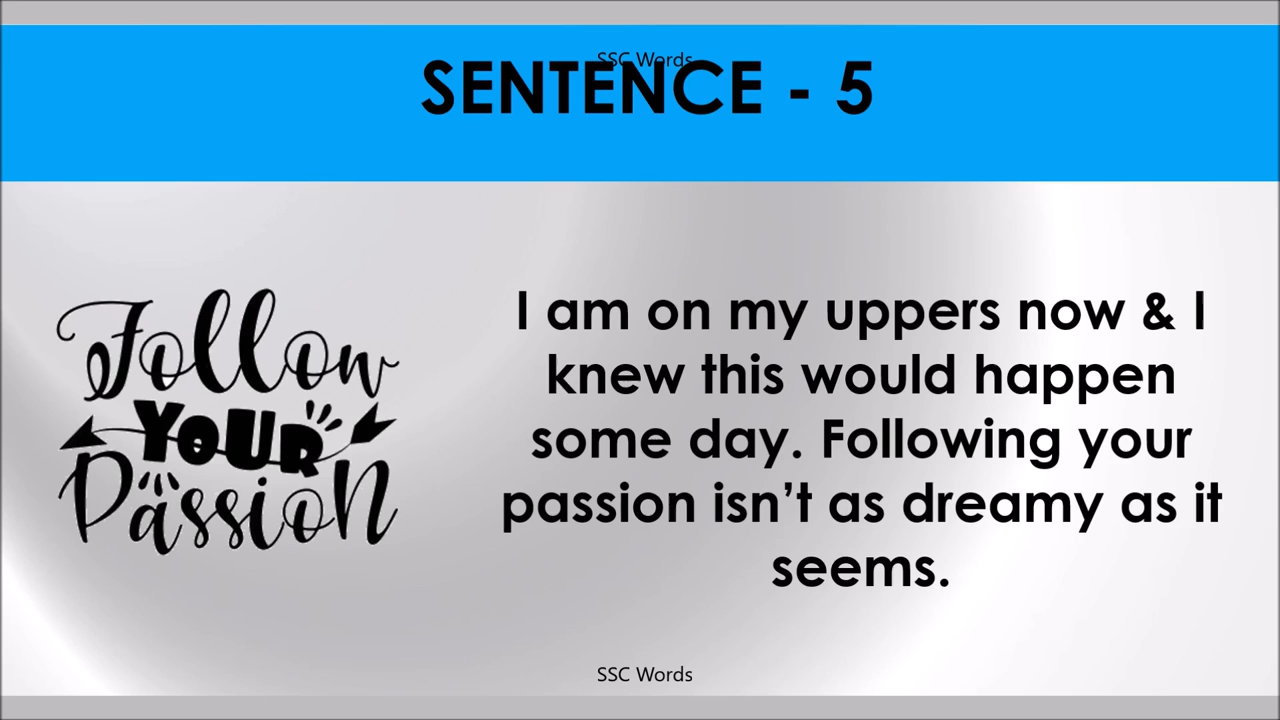 SSC Words
SENTENCE - 5
Follow
YOUR
Passion
I am on my uppers now & I
knew this would happen
some day. Following your
passion isn’t as dreamy as it
seems.
SSC Words